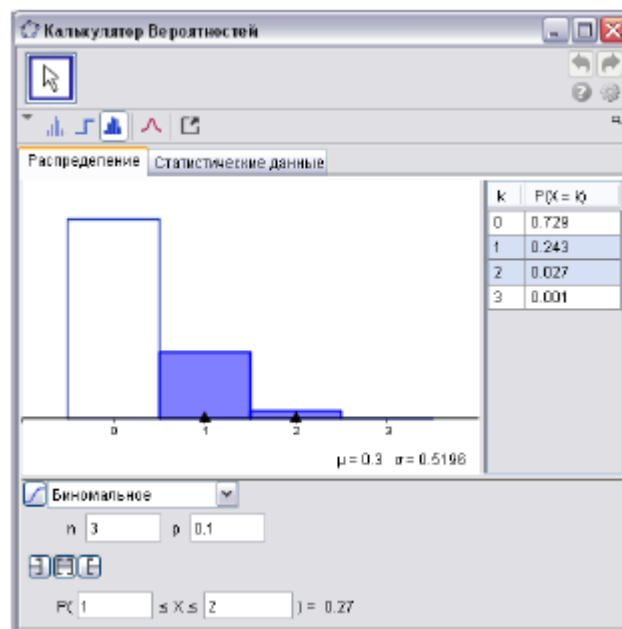 Калькулятор Вероятностей
Распределение Статистические данные
k P(X = k)
0 0.729
1 0.243
2 0.027
3 0.001
0 1 2 3
μ = 0.3 σ = 0.5196
Биномальное
n 3 p 0.1
P( 1 ≤ X ≤ 2 ) = 0.27